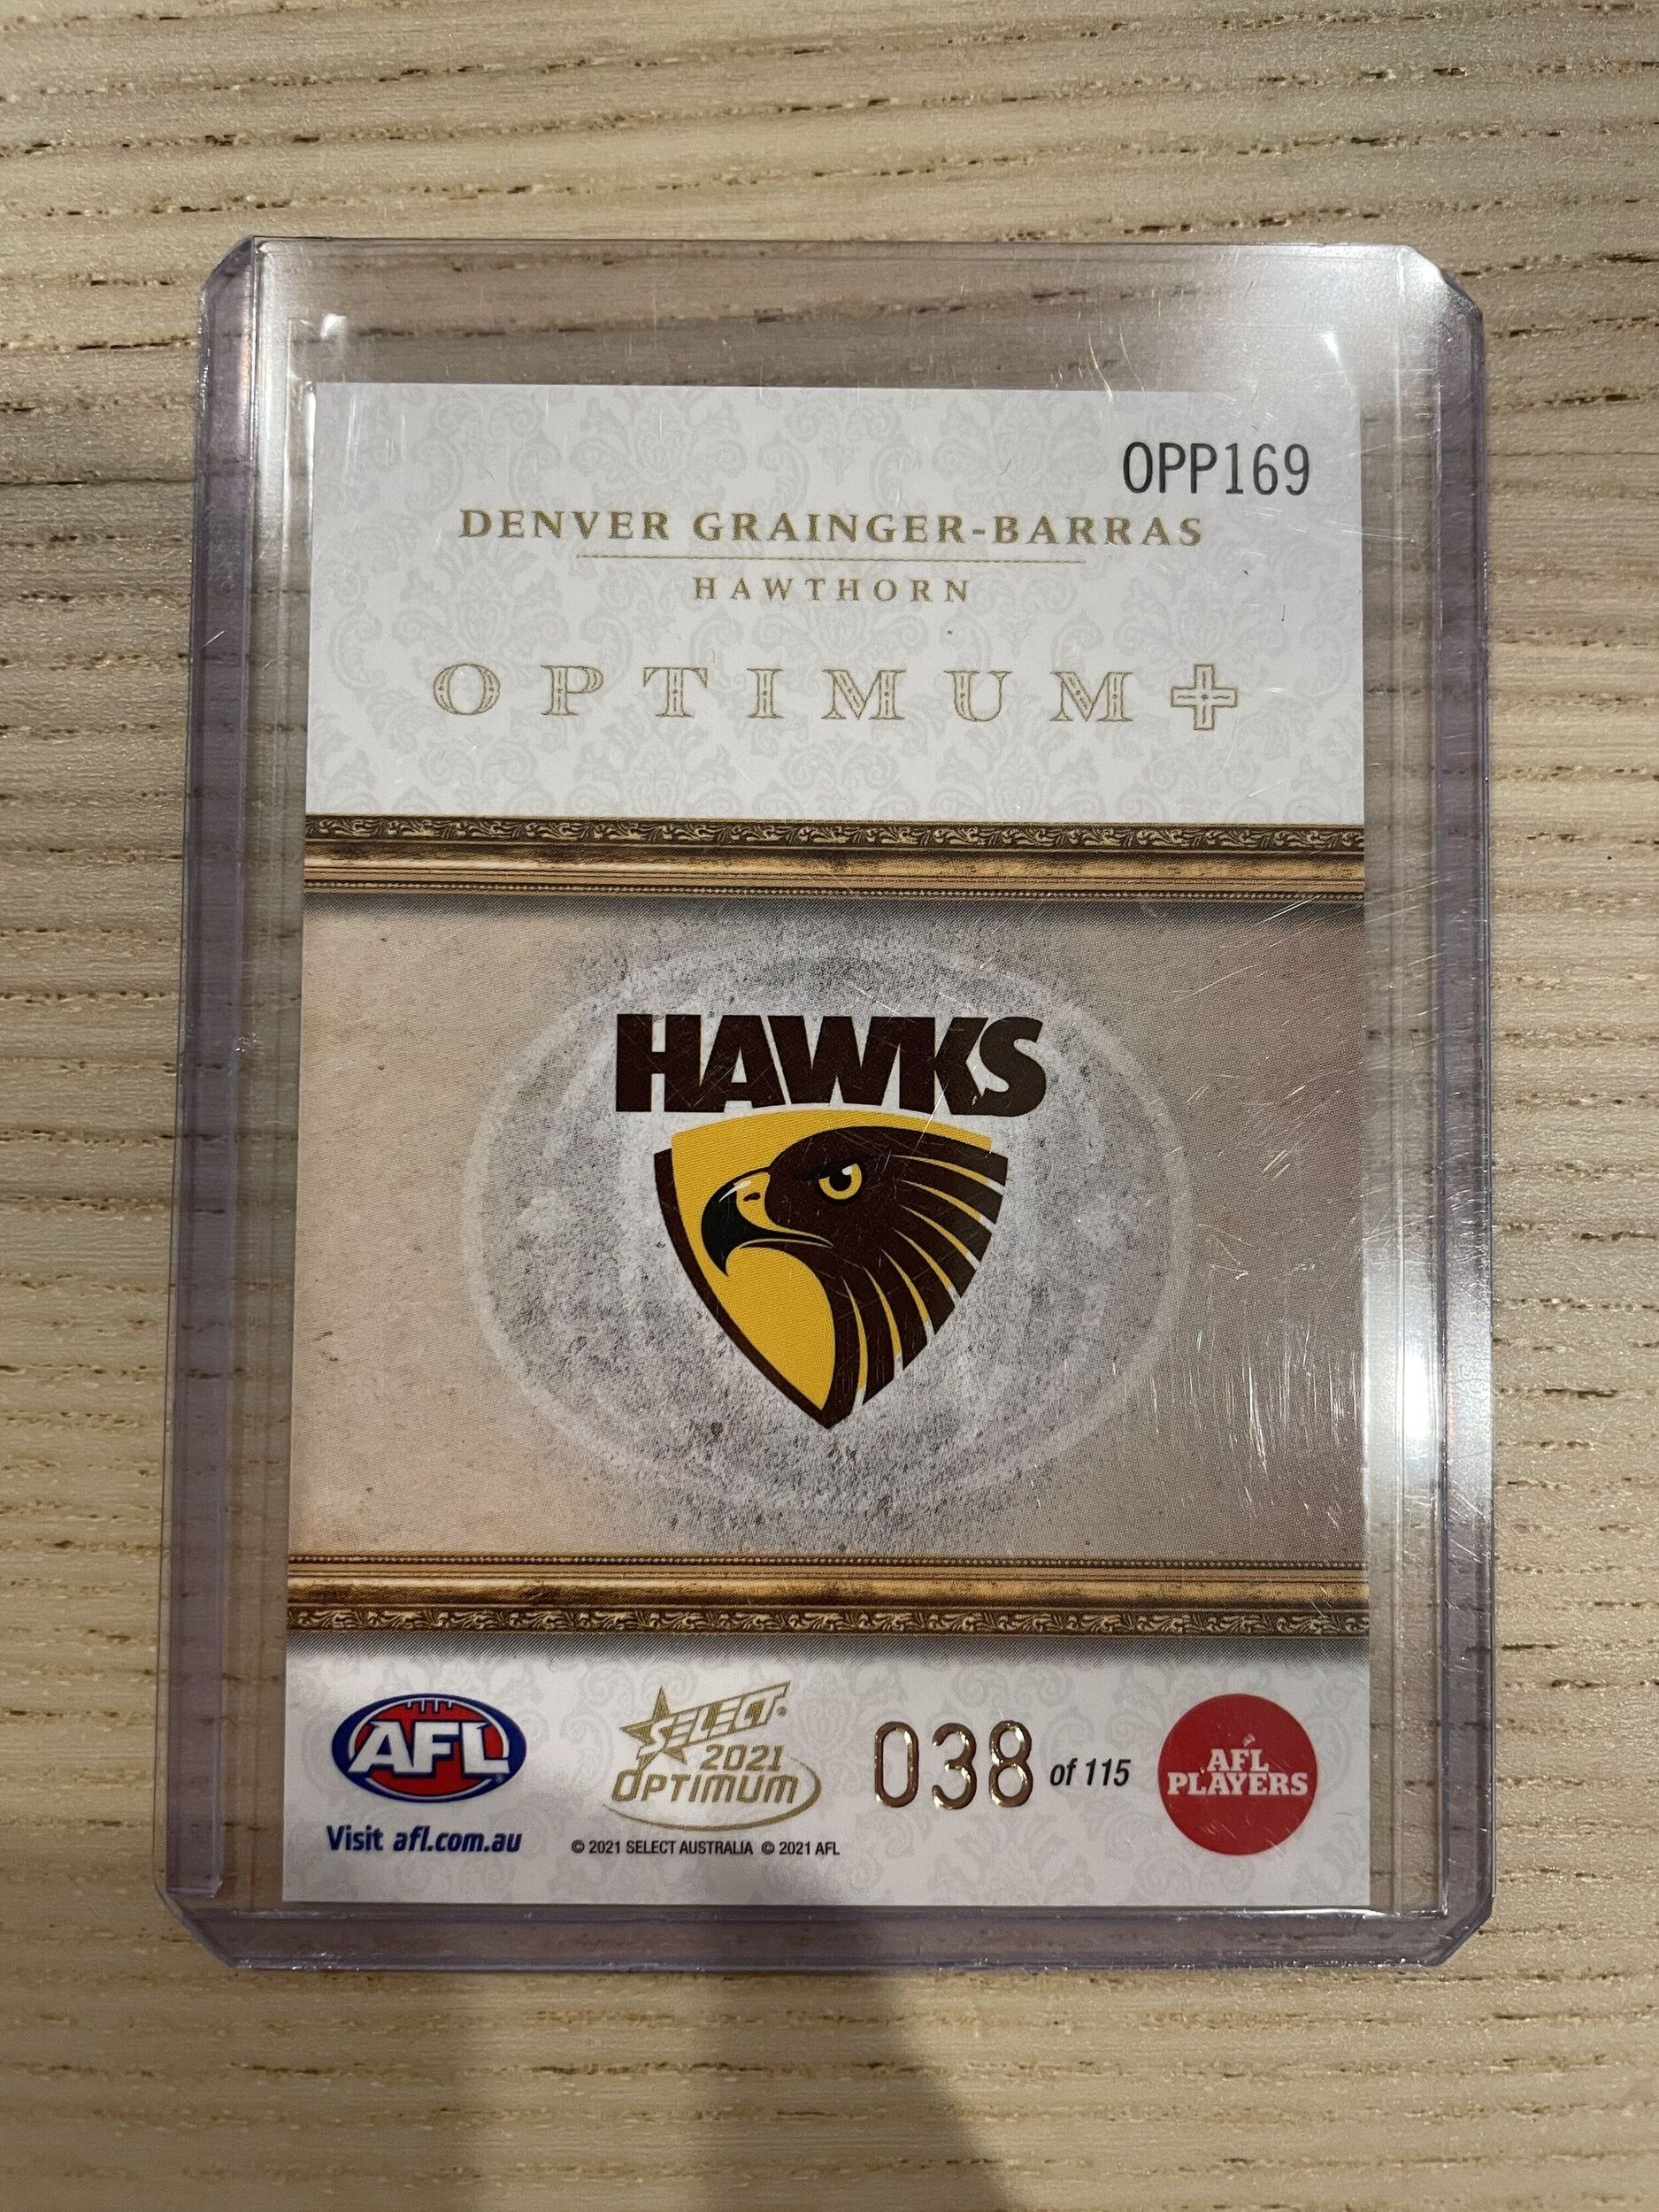 OPP169
DENVER GRAINGER-BARRAS
HAWTHORN
OPTIMUM+
HAWKS
AFL
Visit afl.com.au
SELECT
2021
OPTIMUM
© 2021 SELECT AUSTRALIA © 2021 AFL
038 of 115
AFL
PLAYERS